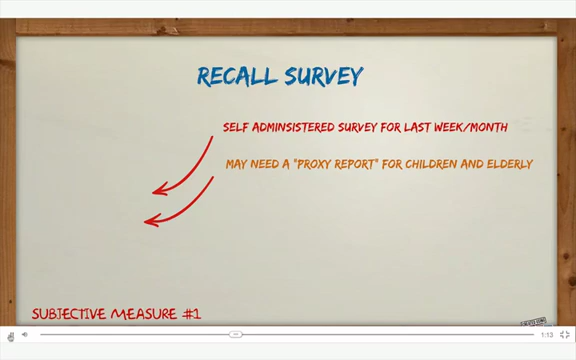 RECALL SURVEY
SELF ADMINSISTERED SURVEY FOR LAST WEEK/MONTH
MAY NEED A "PROXY REPORT" FOR CHILDREN AND ELDERLY
SUBJECTIVE MEASURE #1
1:13